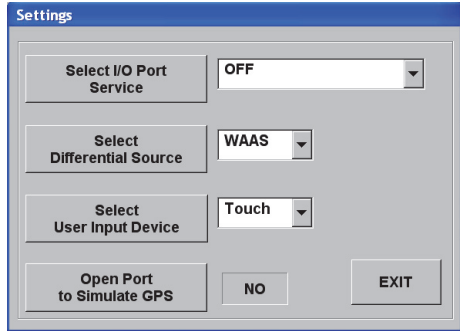 Settings
Select I/O Port
Service
OFF
Select
Differential Source
WAAS
Select
User Input Device
Touch
Open Port
to Simulate GPS
NO
EXIT